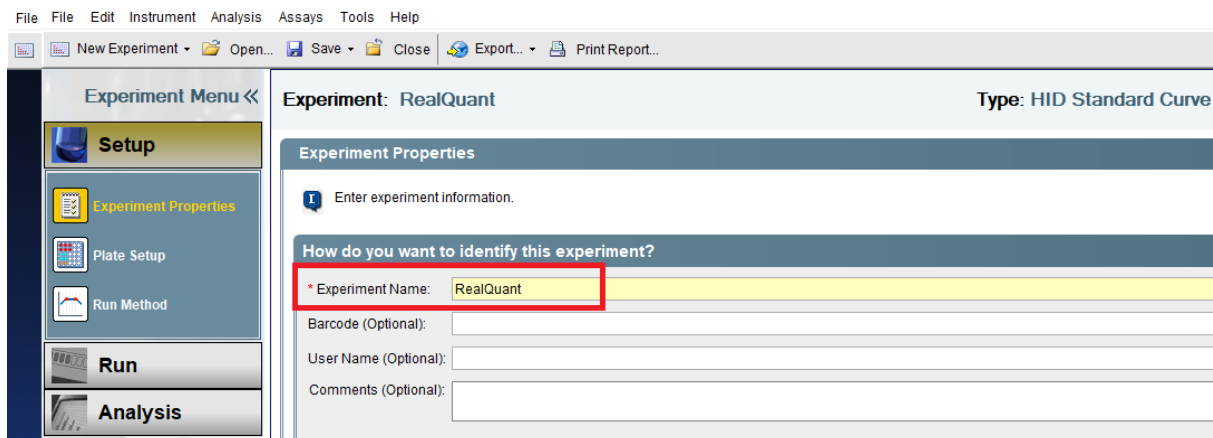 File File Edit Instrument Analysis Assays Tools Help
New Experiment Open... Save Close Export... Print Report...
Experiment Menu «
Experiment: RealQuant Type: HID Standard Curve
Setup
Experiment Properties
Enter experiment information.
Experiment Properties
How do you want to identify this experiment?
Plate Setup
* Experiment Name: RealQuant
Run Method
Barcode (Optional):
User Name (Optional):
Run
Comments (Optional):
Analysis